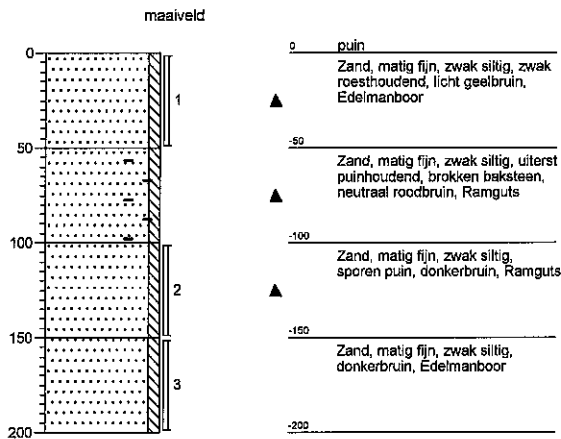 maaiveld
0
50
100
150
200
1
2
3
0 puin
Zand, matig fijn, zwak siltig, zwak
roesthoudend, licht geelbruin,
Edelmanboor
-50
Zand, matig fijn, zwak siltig, uiterst
puinhoudend, brokken baksteen,
neutraal roodbruin, Ramguts
-100
Zand, matig fijn, zwak siltig,
sporen puin, donkerbruin, Ramguts
-150
Zand, matig fijn, zwak siltig,
donkerbruin, Edelmanboor
-200